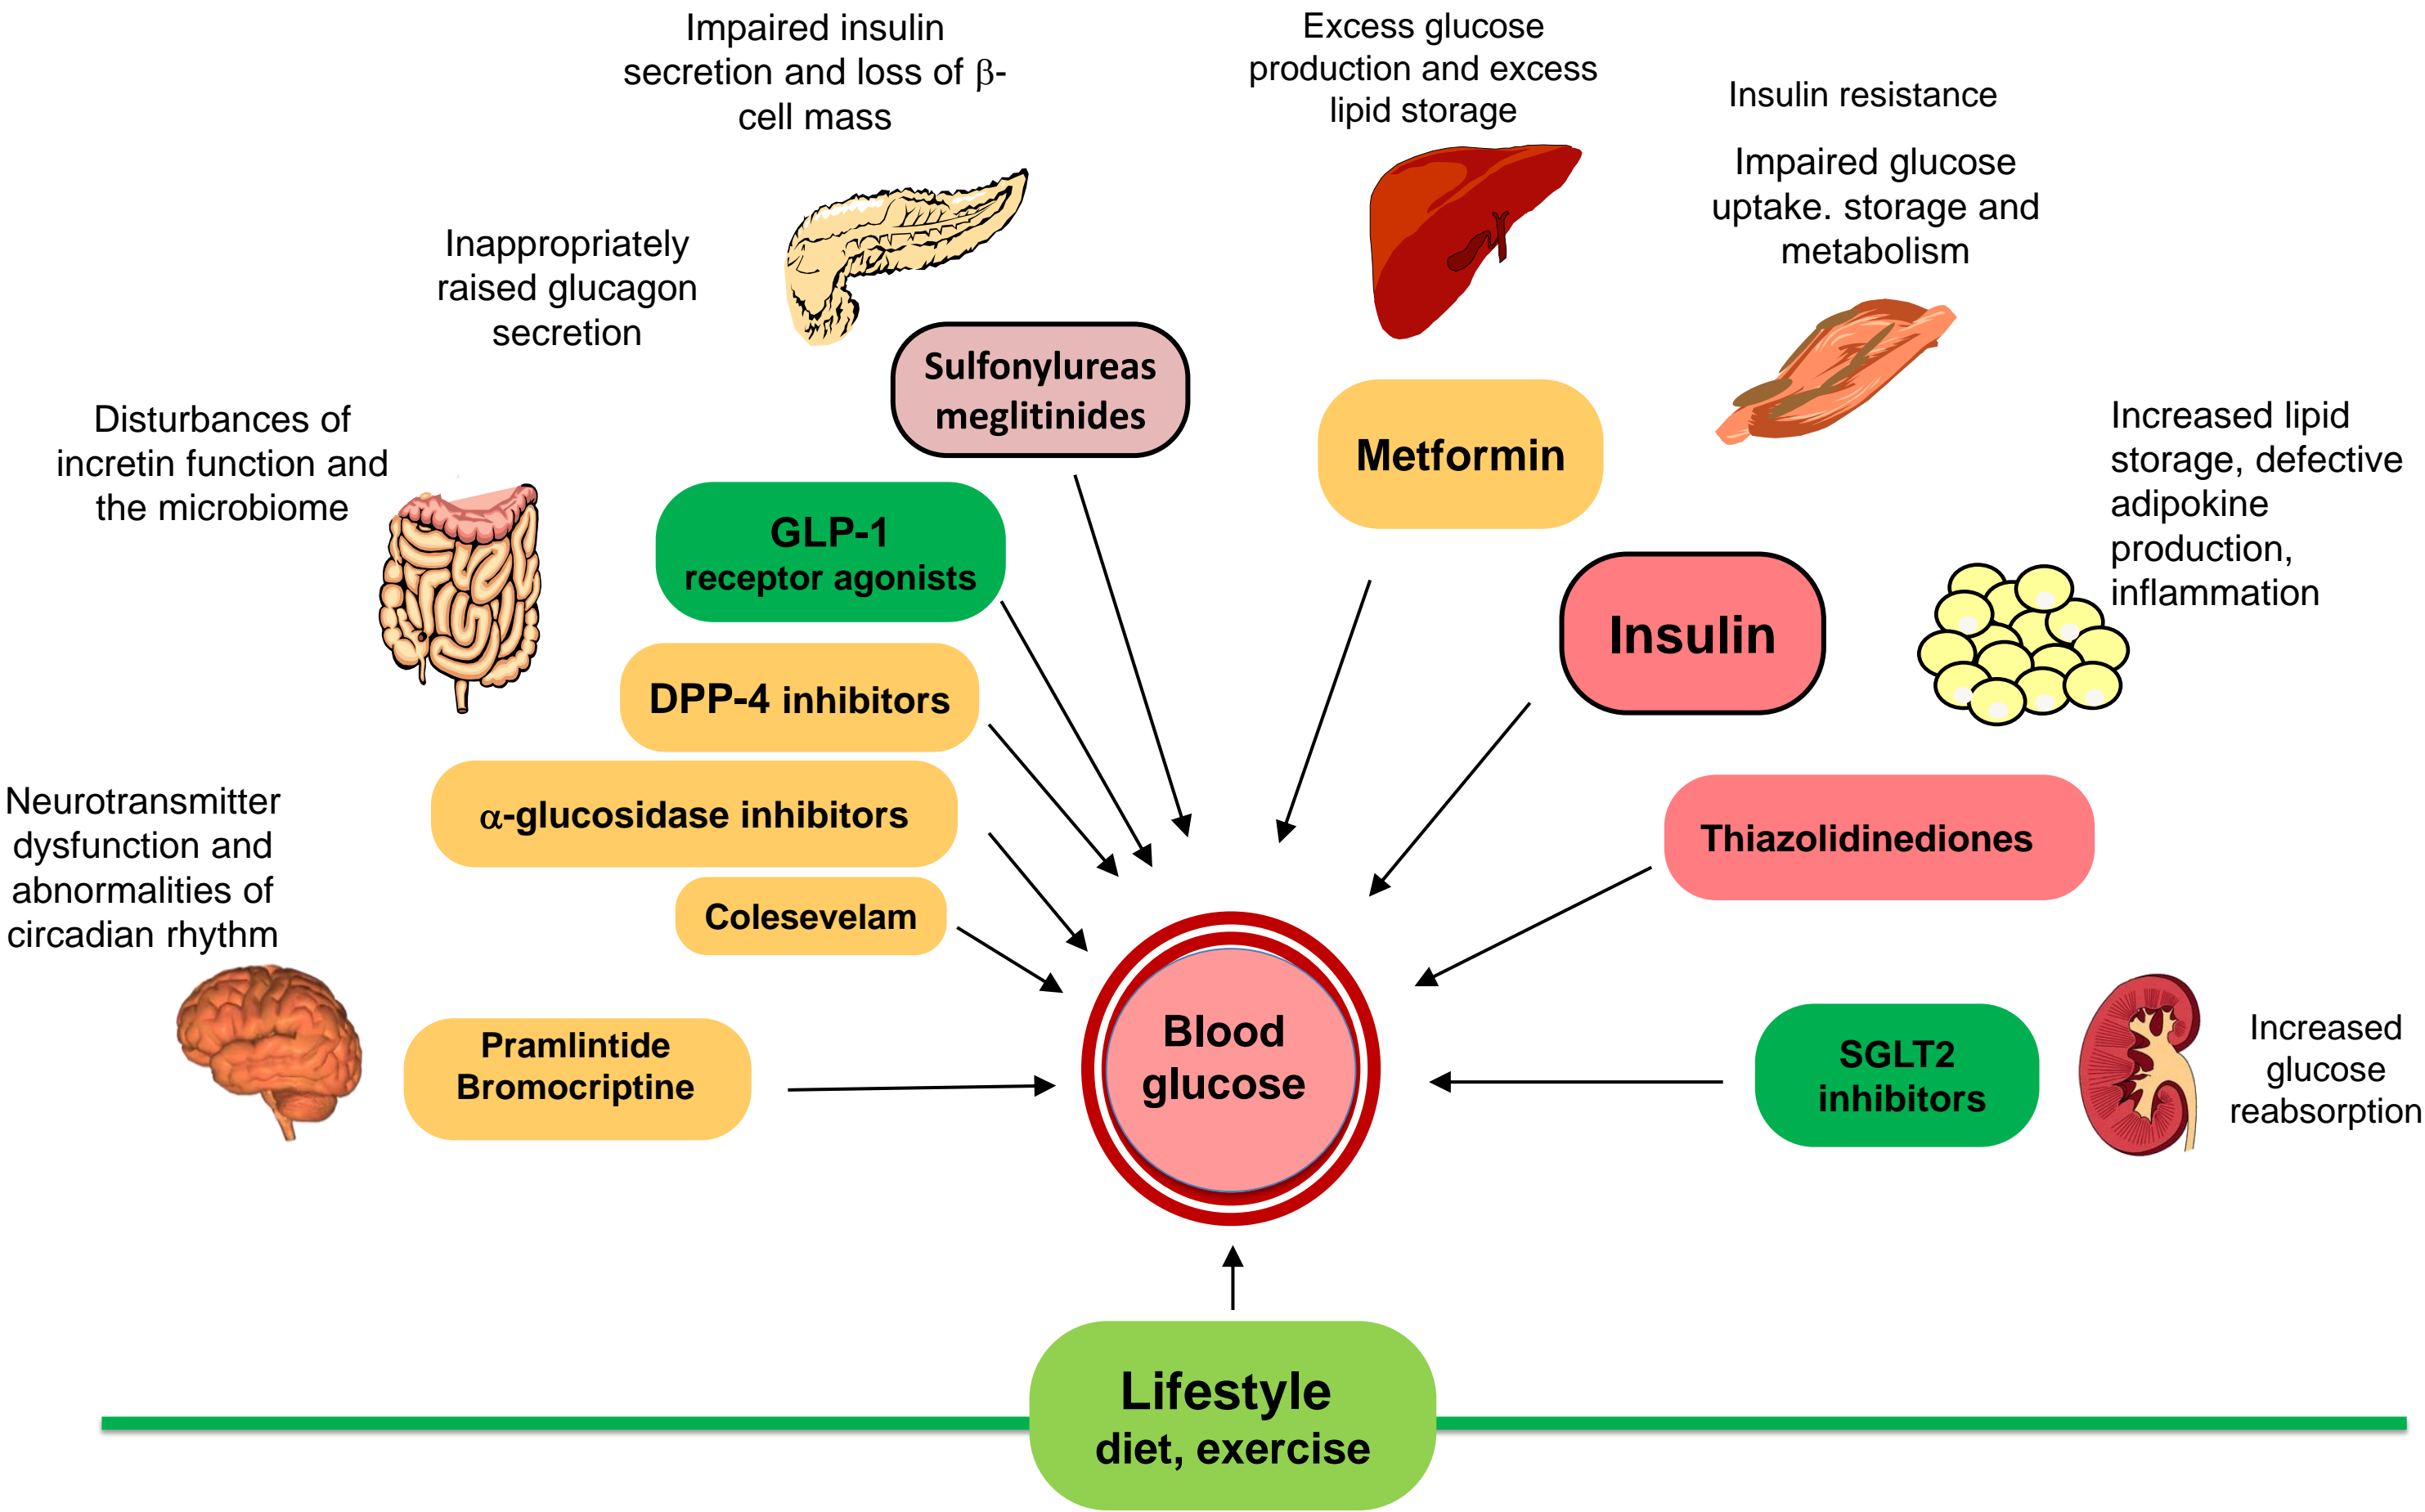 Impaired insulin
secretion and loss of β-
cell mass
Excess glucose
production and excess
lipid storage
Insulin resistance
Impaired glucose
uptake. storage and
metabolism
Inappropriately
raised glucagon
secretion
Sulfonylureas
meglitinides
Metformin
Disturbances of
incretin function and
the microbiome
Increased lipid
storage, defective
adipokine
production,
inflammation
GLP-1
receptor agonists
Insulin
DPP-4 inhibitors
α-glucosidase inhibitors
Thiazolidinediones
Neurotransmitter
dysfunction and
abnormalities of
circadian rhythm
Colesevelam
Pramlintide
Bromocriptine
Blood
glucose
SGLT2
inhibitors
Increased
glucose
reabsorption
Lifestyle
diet, exercise